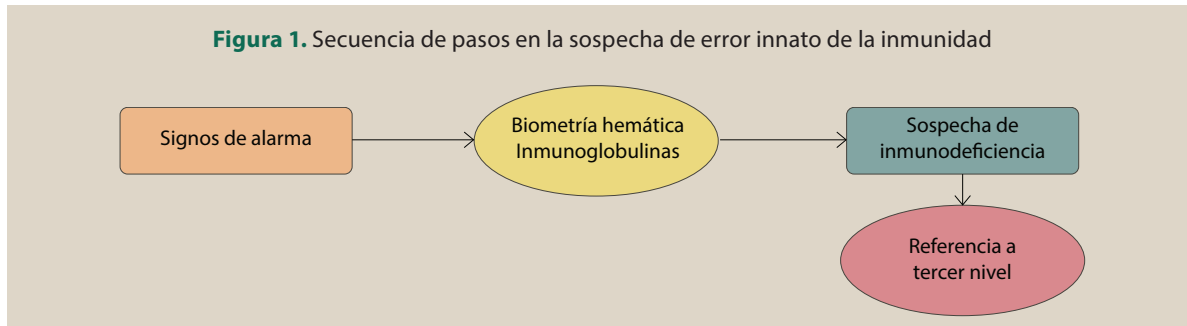 Figura 1. Secuencia de pasos en la sospecha de error innato de la inmunidad
Signos de alarma
Biometría hemática
Inmunoglobulinas
Sospecha de
inmunodeficiencia
Referencia a
tercer nivel